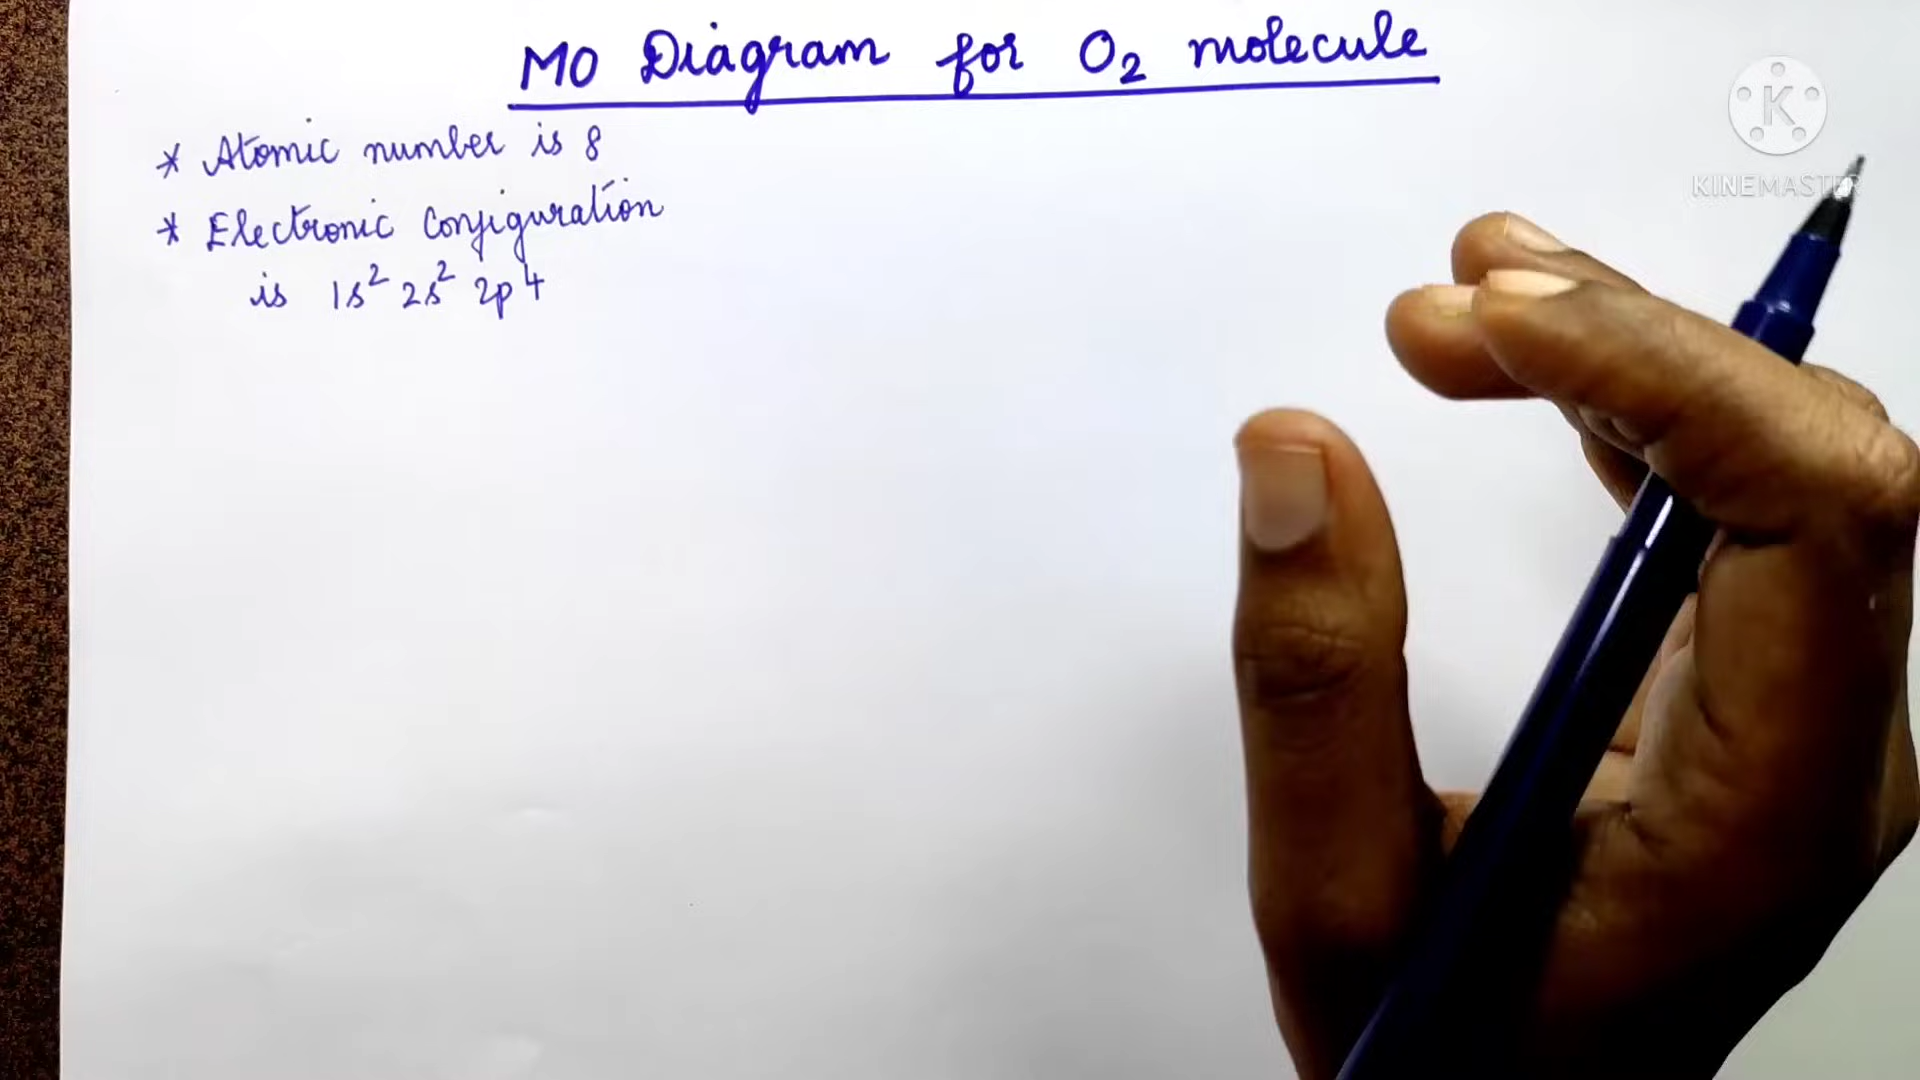 MO Diagram for O₂ molecule
* Atomic number is 8
* Electronic Configuration
is 1s² 2s² 2p⁴
K
KINEMASTER